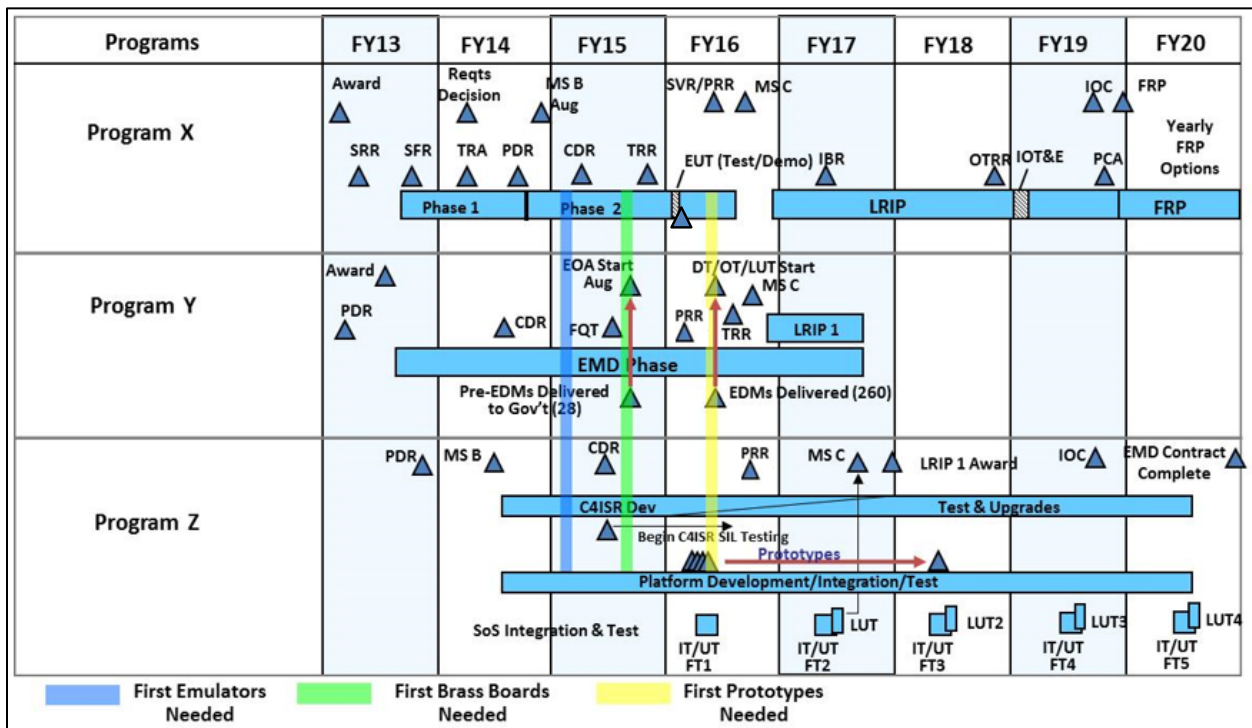 Programs FY13 FY14 FY15 FY16 FY17 FY18 FY19 FY20
Program X
Award
Reqts
Decision
MS B
Aug
SVR/PRR
MS C
IOC
FRP
SRR
SFR
TRA
PDR
CDR
TRR
EUT (Test/Demo)
IBR
OTRR
IOT&E
PCA
Yearly
FRP
Options
Phase 1
Phase 2
LRIP
FRP
Program Y
Award
EOA Start
Aug
DT/OT/LUT Start
MS C
PDR
CDR
FQT
PRR
TRR
LRIP 1
EMD Phase
Pre-EDMs Delivered
to Gov't (28)
EDMs Delivered (260)
Program Z
PDR
MS B
CDR
PRR
MS C
LRIP 1 Award
IOC
EMD Contract
Complete
C4ISR Dev
Test & Upgrades
Begin C4ISR SIL Testing
Prototypes
Platform Development/Integration/Test
SoS Integration & Test
LUT
LUT2
LUT3
LUT4
IT/UT
FT1
IT/UT
FT2
IT/UT
FT3
IT/UT
FT4
IT/UT
FT5
First Emulators
Needed
First Brass Boards
Needed
First Prototypes
Needed